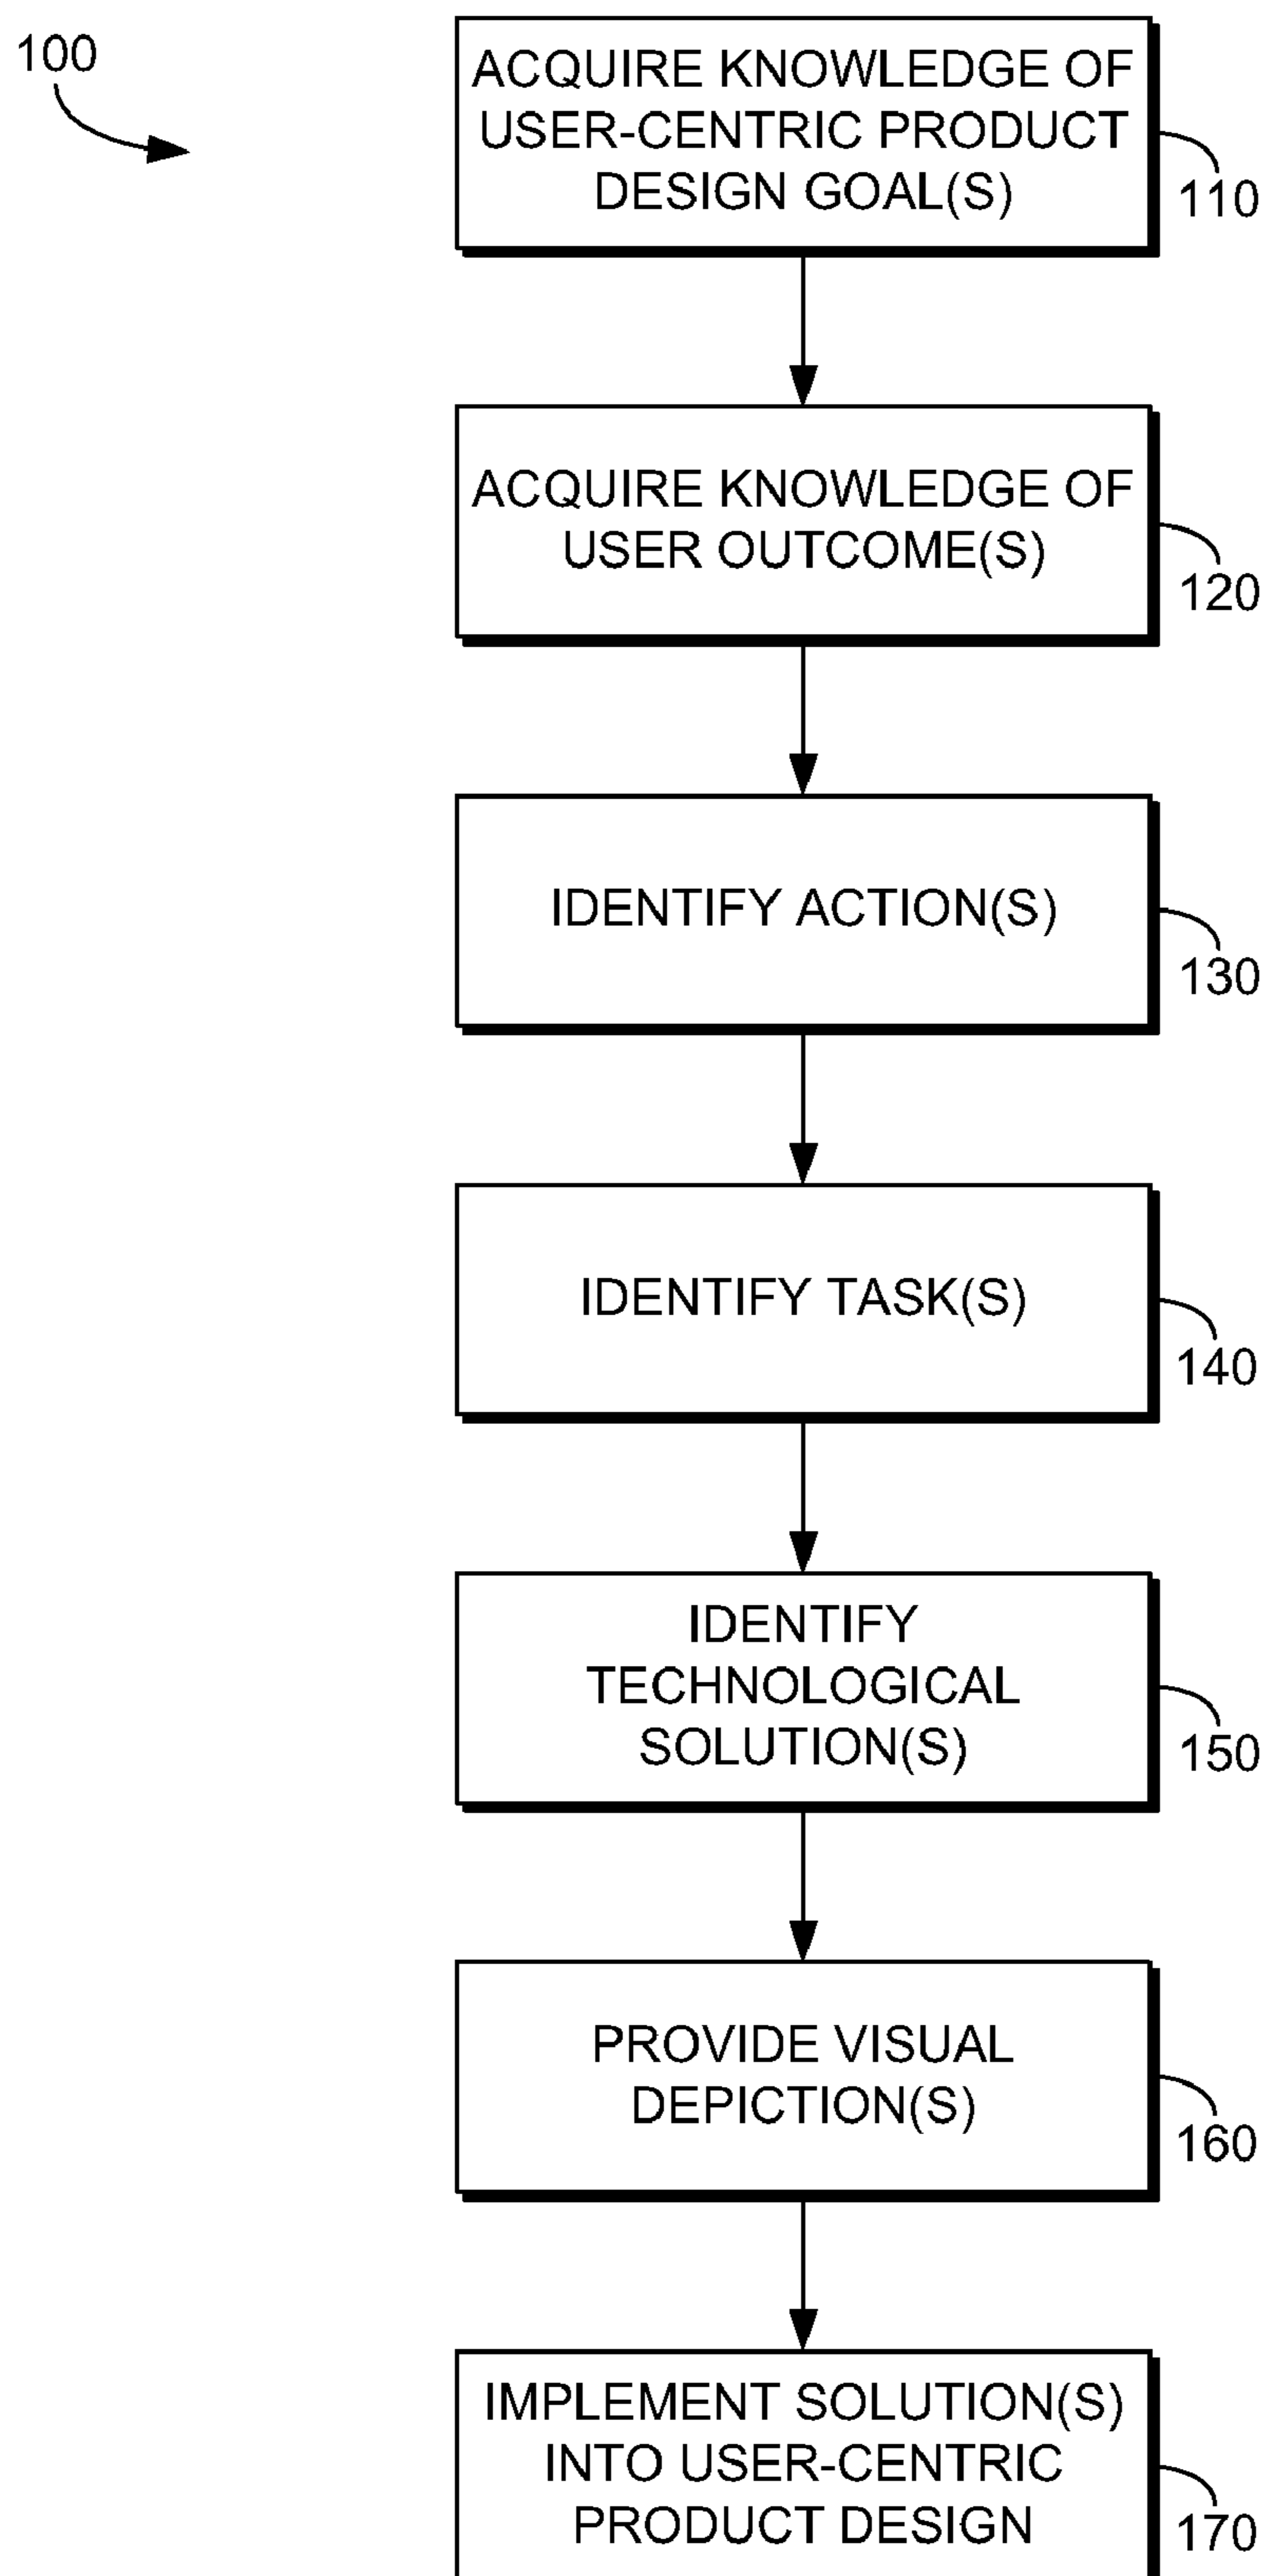 100
ACQUIRE KNOWLEDGE OF
USER-CENTRIC PRODUCT
DESIGN GOAL(S)
110
ACQUIRE KNOWLEDGE OF
USER OUTCOME(S)
120
IDENTIFY ACTION(S)
130
IDENTIFY TASK(S)
140
IDENTIFY
TECHNOLOGICAL
SOLUTION(S)
150
PROVIDE VISUAL
DEPICTION(S)
160
IMPLEMENT SOLUTION(S)
INTO USER-CENTRIC
PRODUCT DESIGN
170